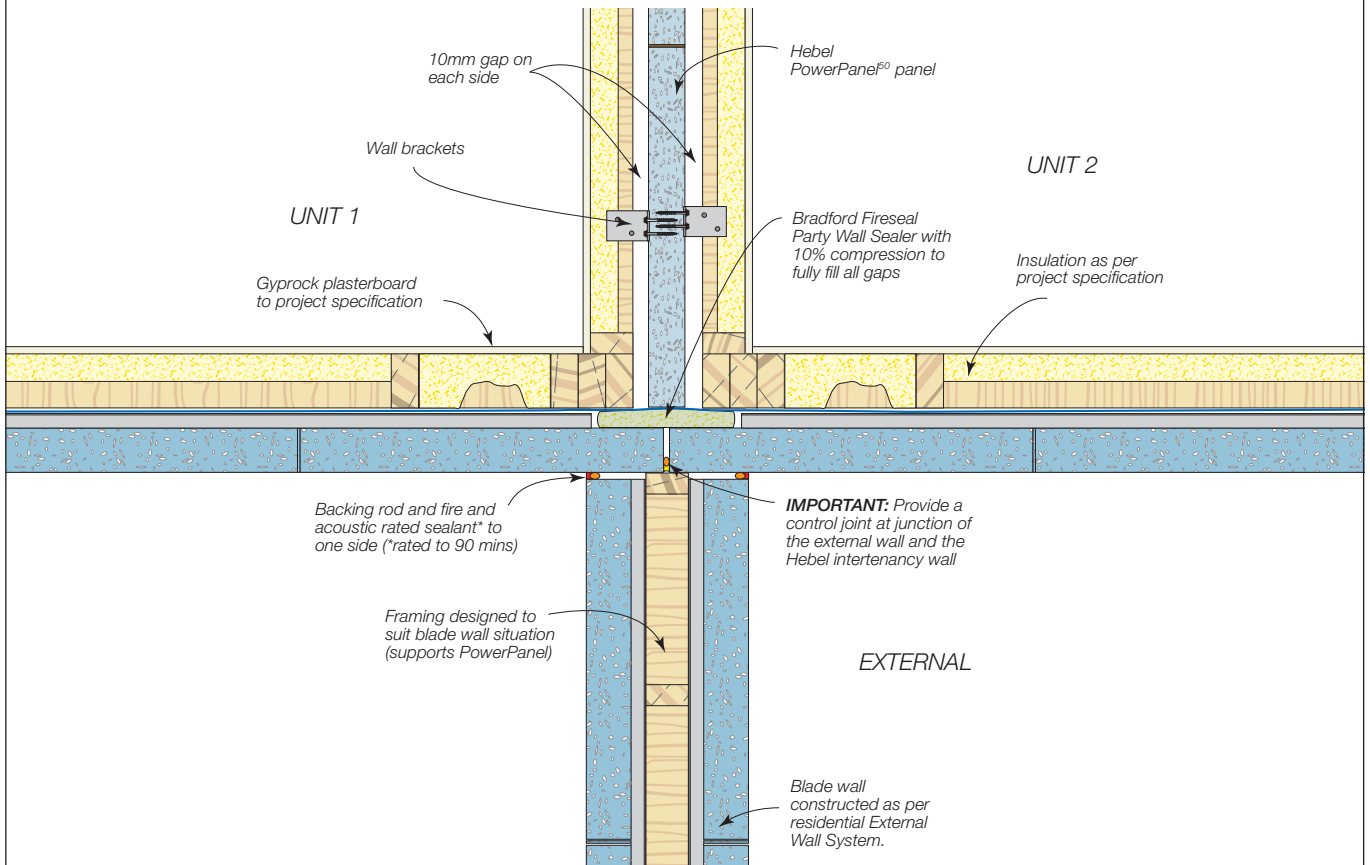 10mm gap on
each side
Hebel
PowerPanel⁵⁰ panel
Wall brackets
UNIT 1
UNIT 2
Bradford Fireseal
Party Wall Sealer with
10% compression to
fully fill all gaps
Insulation as per
project specification
Gyprock plasterboard
to project specification
Backing rod and fire and
acoustic rated sealant* to
one side (*rated to 90 mins)
IMPORTANT: Provide a
control joint at junction of
the external wall and the
Hebel intertenancy wall
Framing designed to
suit blade wall situation
(supports PowerPanel)
EXTERNAL
Blade wall
constructed as per
residential External
Wall System.